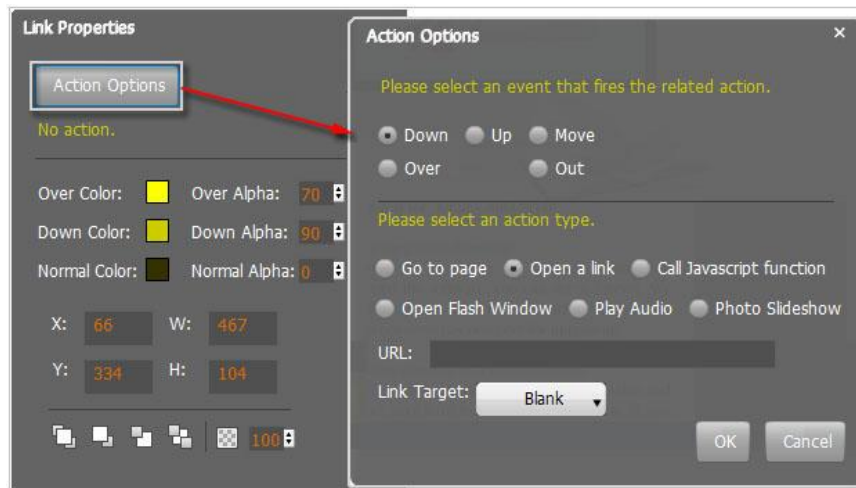 Link Properties
Action Options
No action.
Over Color: Over Alpha: 70
Down Color: Down Alpha: 90
Normal Color: Normal Alpha: 0
X: 66 W: 467
Y: 334 H: 104
100
Action Options ×
Please select an event that fires the related action.
Down Up Move
Over Out
Please select an action type.
Go to page Open a link Call Javascript function
Open Flash Window Play Audio Photo Slideshow
URL:
Link Target: Blank
OK Cancel